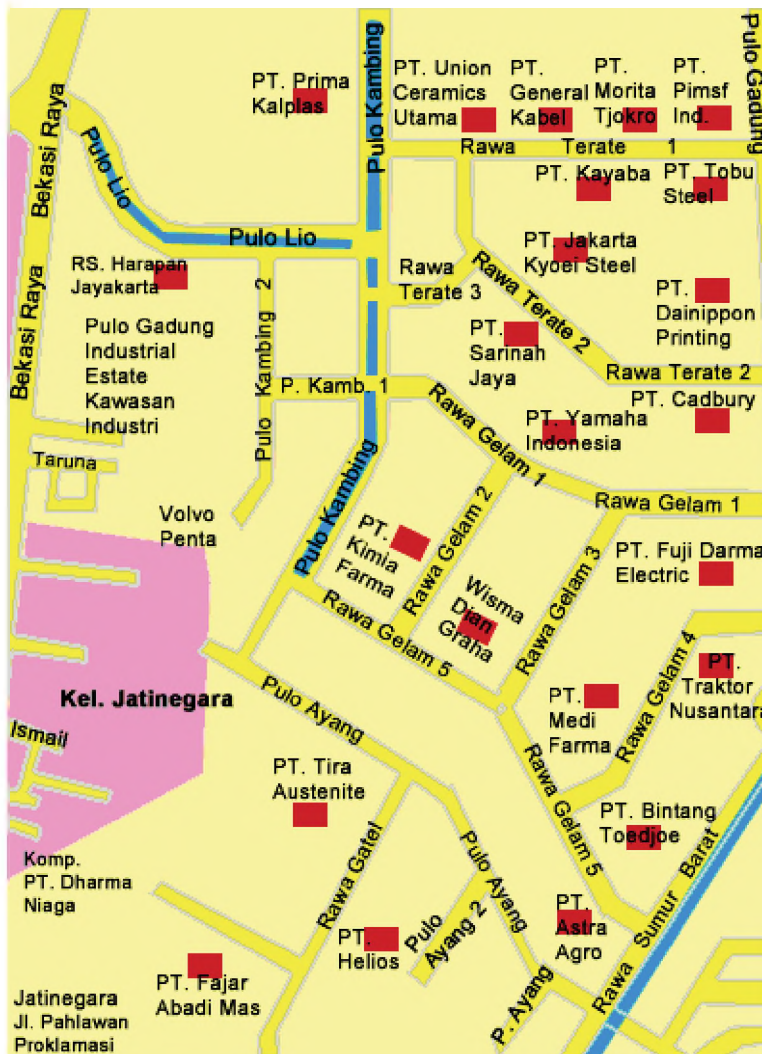 Pulo Gadung
PT. Prima
Kalplas
Pulo Kambing
PT. Union
Ceramics
Utama
PT.
General
Kabel
PT.
Morita
Tjokro
PT.
Pimsf
Ind.
Bekasi Raya
Pulo Lio
Rawa Terate 1
PT. Kayaba
PT. Tobu
Steel
Pulo Lio
RS. Harapan
Jayakarta
Rawa
Terate 3
PT. Jakarta
Kyoei Steel
Rawa Terate 2
PT.
Dainippon
Printing
Bekasi Raya
Pulo Gadung
Industrial
Estate
Kawasan
Industri
Pulo Kambing 2
PT.
Sarinah
Jaya
Rawa Terate 2
P. Kamb. 1
Rawa Gelam 1
PT. Yamaha
Indonesia
PT. Cadbury
Taruna
Volvo
Penta
Pulo Kambing
PT.
Kimia
Farma
Rawa Gelam 2
Rawa Gelam 1
Rawa Gelam 3
PT. Fuji Darma
Electric
Wisma
Dian
Graha
Rawa Gelam 5
Rawa Gelam 4
PT.
Traktor
Nusantara
Kel. Jatinegara
Pulo Ayang
PT.
Medi
Farma
Ismail
PT. Tira
Austenite
Rawa Gelam 5
PT. Bintang
Toedjoe
Komp.
PT. Dharma
Niaga
Rawa Gatel
Pulo Ayang
Rawa Sumur Barat
PT.
Helios
Pulo
Ayang 2
PT.
Astra
Agro
PT. Fajar
Abadi Mas
P. Ayang
Jatinegara
Jl. Pahlawan
Proklamasi